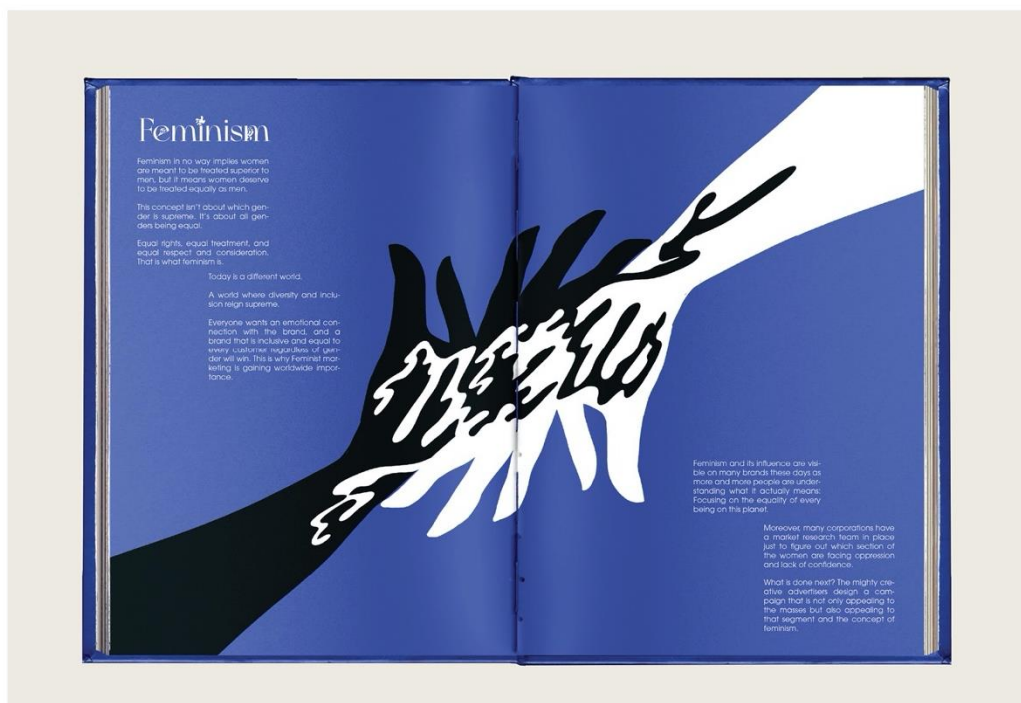 Feminism
Feminism in no way implies women
are meant to be treated superior to
men, but it means women deserve
to be treated equally as men.
This concept isn't about which gen-
der is supreme. It's about all gen-
ders being equal.
Equal rights, equal treatment, and
equal respect and consideration.
That is what feminism is.
Today is a different world.
A world where diversity and inclu-
sion reign supreme.
Everyone wants an emotional con-
nection with the brand, and a
brand that is inclusive and equal to
every customer regardless of gen-
der will win. This is why Feminist mar-
keting is gaining worldwide impor-
tance.
Feminism and its influence are visi-
ble on many brands these days as
more and more people are under-
standing what it actually means:
Focusing on the equality of every
being on this planet.
Moreover, many corporations have
a market research team in place
just to figure out which section of
the women are facing oppression
and lack of confidence.
What is done next? The mighty cre-
ative advertisers design a cam-
paign that is not only appealing to
the masses but also appealing to
that segment and the concept of
feminism.